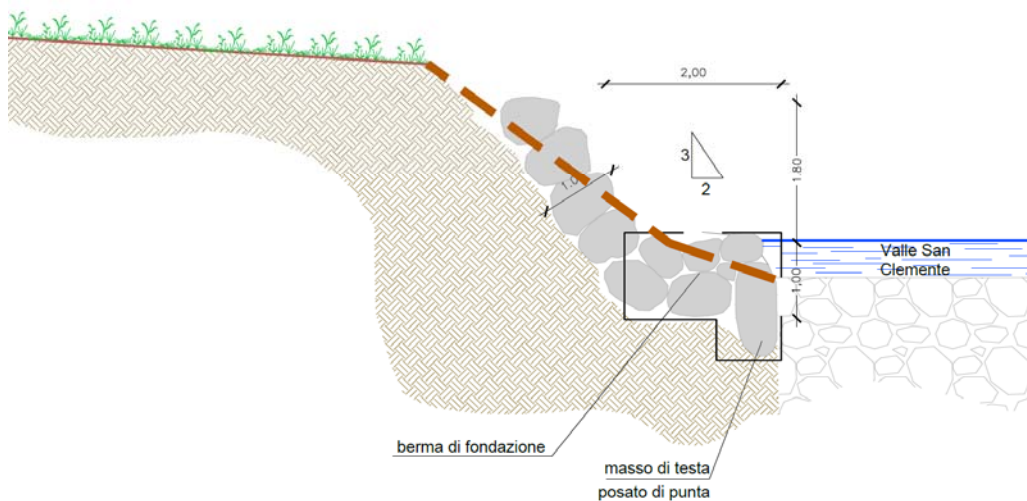 2,00
3
2
1.80
1.0
Valle San
Clemente
1,00
berma di fondazione
masso di testa
posato di punta